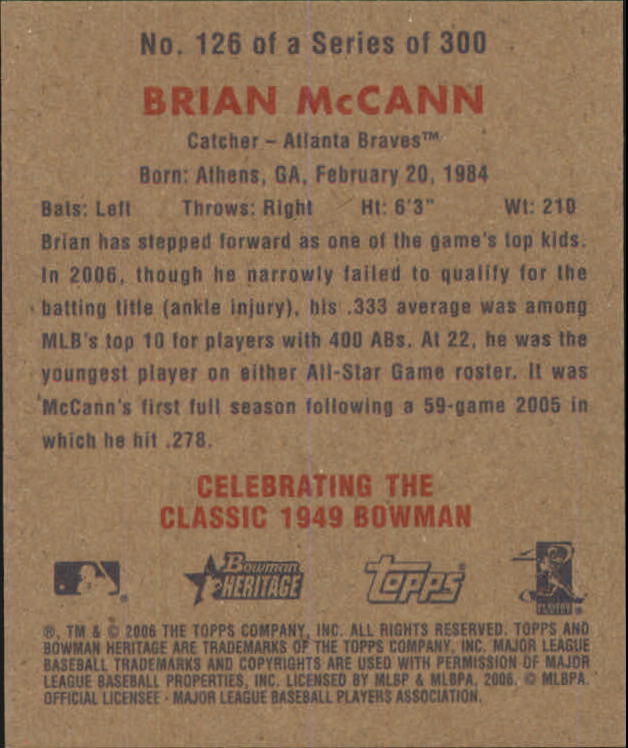 No. 126 of a Series of 300
BRIAN McCANN
Catcher – Atlanta Braves™
Born: Athens, GA, February 20, 1984
Bats: Left Throws: Right Ht: 6'3" Wt: 210
Brian has stepped forward as one of the game's top kids.
In 2006, though he narrowly failed to qualify for the
batting title (ankle injury), his .333 average was among
MLB's top 10 for players with 400 ABs. At 22, he was the
youngest player on either All-Star Game roster. It was
McCann's first full season following a 59-game 2005 in
which he hit .278.
CELEBRATING THE
CLASSIC 1949 BOWMAN
Bowman HERITAGE topps PLAYERS
®, TM & © 2006 THE TOPPS COMPANY, INC. ALL RIGHTS RESERVED. TOPPS AND
BOWMAN HERITAGE ARE TRADEMARKS OF THE TOPPS COMPANY, INC. MAJOR LEAGUE
BASEBALL TRADEMARKS AND COPYRIGHTS ARE USED WITH PERMISSION OF MAJOR
LEAGUE BASEBALL PROPERTIES, INC. LICENSED BY MLBP & MLBPA, 2006. © MLBPA.
OFFICIAL LICENSEE - MAJOR LEAGUE BASEBALL PLAYERS ASSOCIATION.